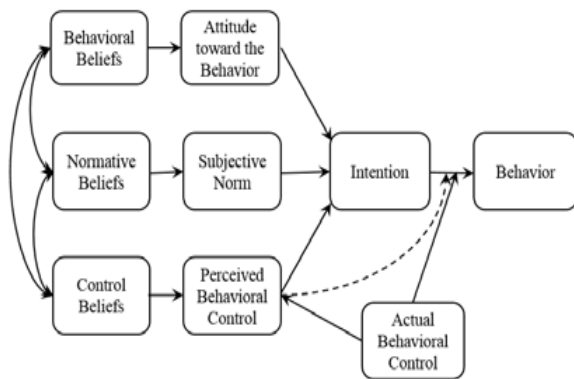 Behavioral
Beliefs
Attitude
toward the
Behavior
Normative
Beliefs
Subjective
Norm
Intention
Behavior
Control
Beliefs
Perceived
Behavioral
Control
Actual
Behavioral
Control